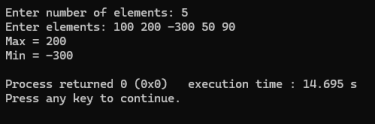 Enter number of elements: 5
Enter elements: 100 200 -300 50 90
Max = 200
Min = -300
Process returned 0 (0x0)   execution time : 14.695 s
Press any key to continue.